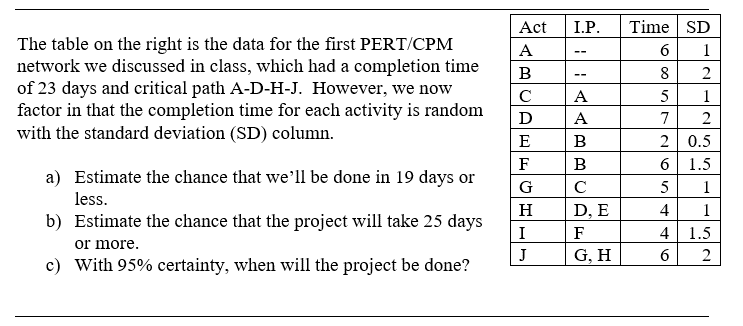 The table on the right is the data for the first PERT/CPM
network we discussed in class, which had a completion time
of 23 days and critical path A-D-H-J. However, we now
factor in that the completion time for each activity is random
with the standard deviation (SD) column.
a) Estimate the chance that we'll be done in 19 days or
less.
b) Estimate the chance that the project will take 25 days
or more.
c) With 95% certainty, when will the project be done?
Act I.P. Time SD
A -- 6 1
B -- 8 2
C A 5 1
D A 7 2
E B 2 0.5
F B 6 1.5
G C 5 1
H D, E 4 1
I F 4 1.5
J G, H 6 2